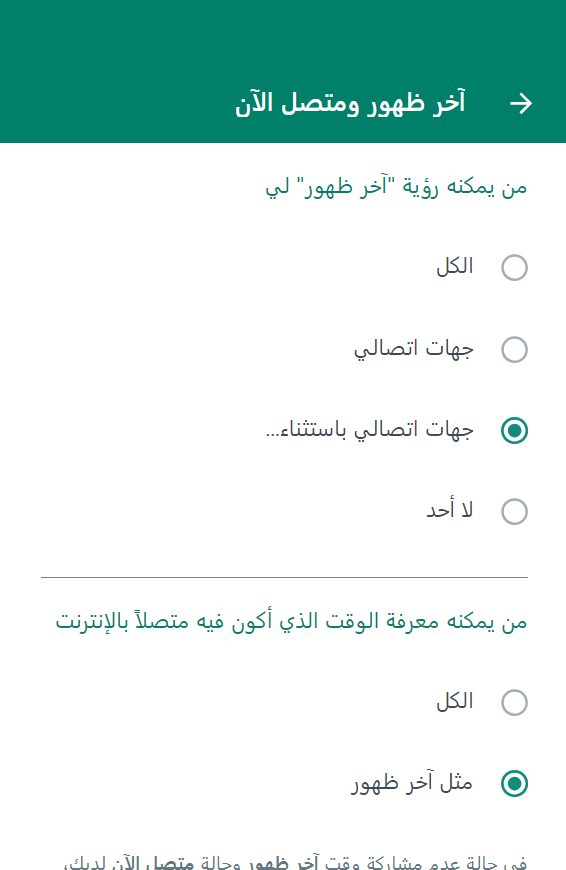 آخر ظهور ومتصل الآن
من يمكنه رؤية "آخر ظهور" لي
الكل
جهات اتصالي
جهات اتصالي باستثناء...
لا أحد
من يمكنه معرفة الوقت الذي أكون فيه متصلاً بالإنترنت
الكل
مثل آخر ظهور
في حالة عدم مشاركة وقت آخر ظهور وحالة متصل الآن لديك،